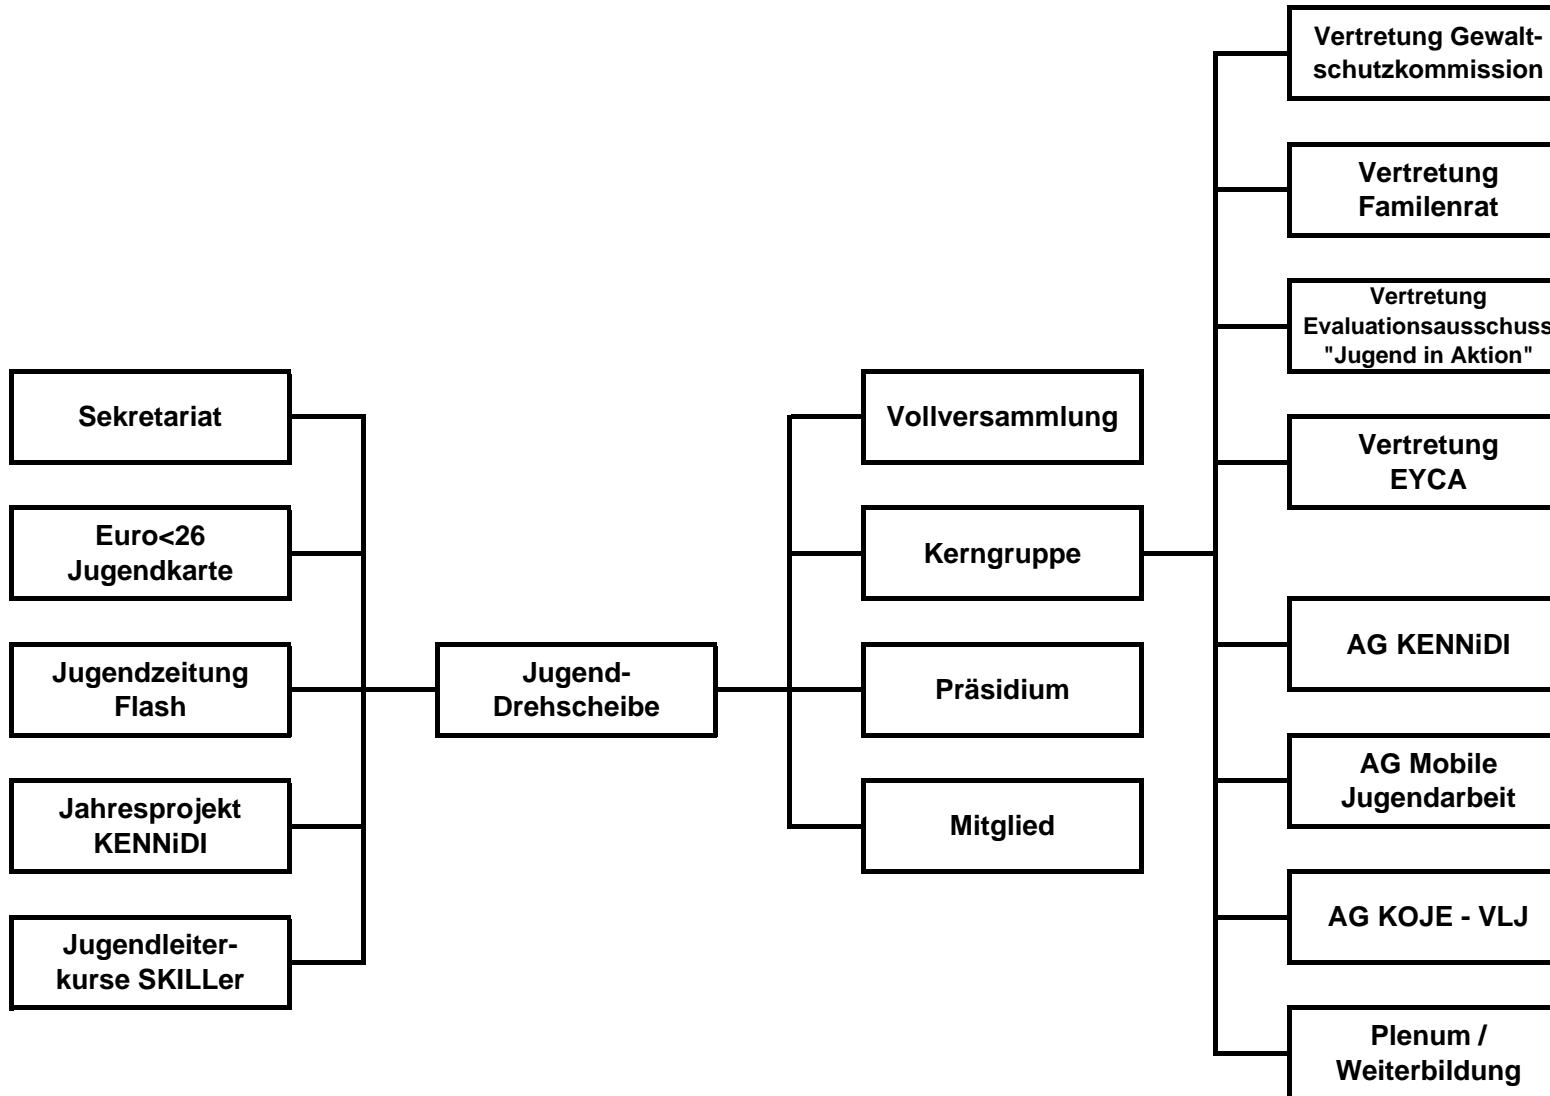 Sekretariat
Euro<26
Jugendkarte
Jugendzeitung
Flash
Jahresprojekt
KENNiDI
Jugendleiter-
kurse SKILLer
Jugend-
Drehscheibe
Vollversammlung
Kerngruppe
Präsidium
Mitglied
Vertretung Gewalt-
schutzkommission
Vertretung
Familenrat
Vertretung
Evaluationsausschuss
"Jugend in Aktion"
Vertretung
EYCA
AG KENNiDI
AG Mobile
Jugendarbeit
AG KOJE - VLJ
Plenum /
Weiterbildung